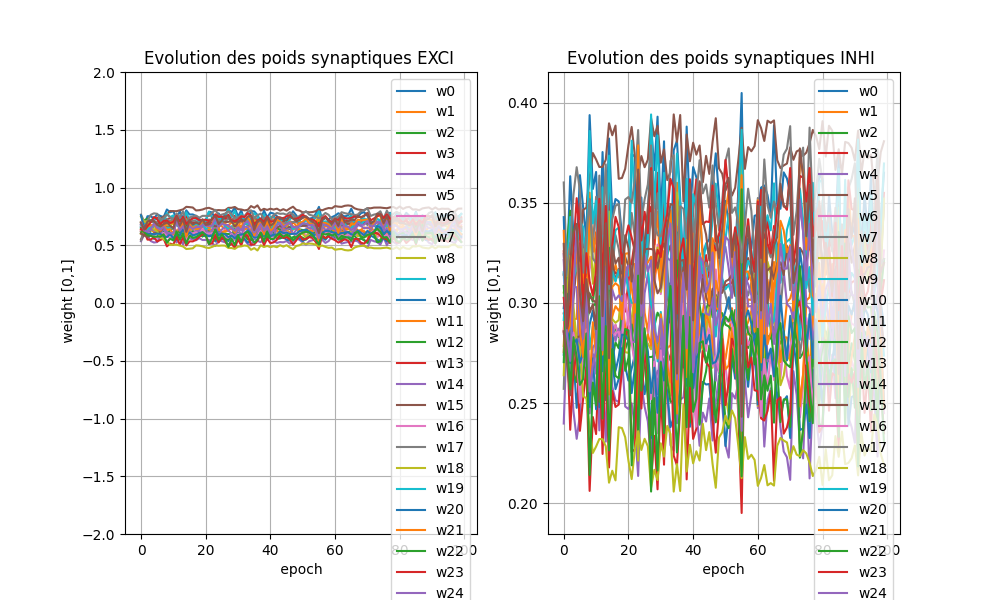 Evolution des poids synaptiques EXCI
weight [0,1]
2.0
1.5
1.0
0.5
0.0
−0.5
−1.0
−1.5
−2.0
0
20
40
60
80
100
epoch
w0
w1
w2
w3
w4
w5
w6
w7
w8
w9
w10
w11
w12
w13
w14
w15
w16
w17
w18
w19
w20
w21
w22
w23
w24
Evolution des poids synaptiques INHI
weight [0,1]
0.40
0.35
0.30
0.25
0.20
0
20
40
60
80
100
epoch
w0
w1
w2
w3
w4
w5
w6
w7
w8
w9
w10
w11
w12
w13
w14
w15
w16
w17
w18
w19
w20
w21
w22
w23
w24